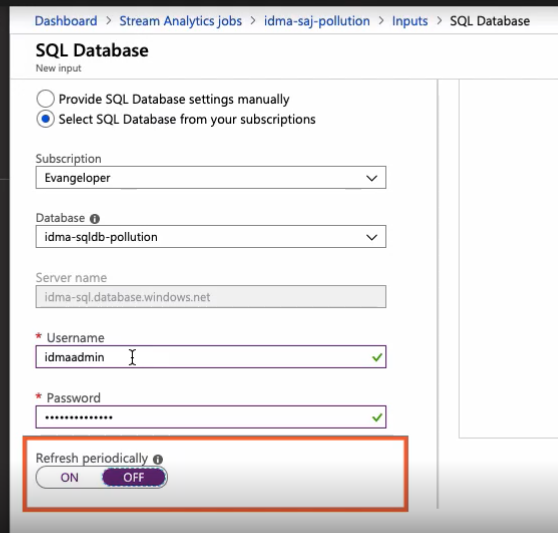 Dashboard > Stream Analytics jobs > idma-saj-pollution > Inputs > SQL Database
SQL Database
New input
Provide SQL Database settings manually
Select SQL Database from your subscriptions
Subscription
Evangeloper
Database
idma-sqldb-pollution
Server name
idma-sql.database.windows.net
* Username
idmaadmin
* Password
••••••••••••••
Refresh periodically
ON OFF